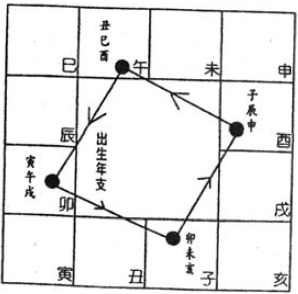 丑巳酉
巳
午
未
申
子辰申
辰
出生年支
酉
寅午戌
卯
戌
卯未亥
寅
丑
子
亥